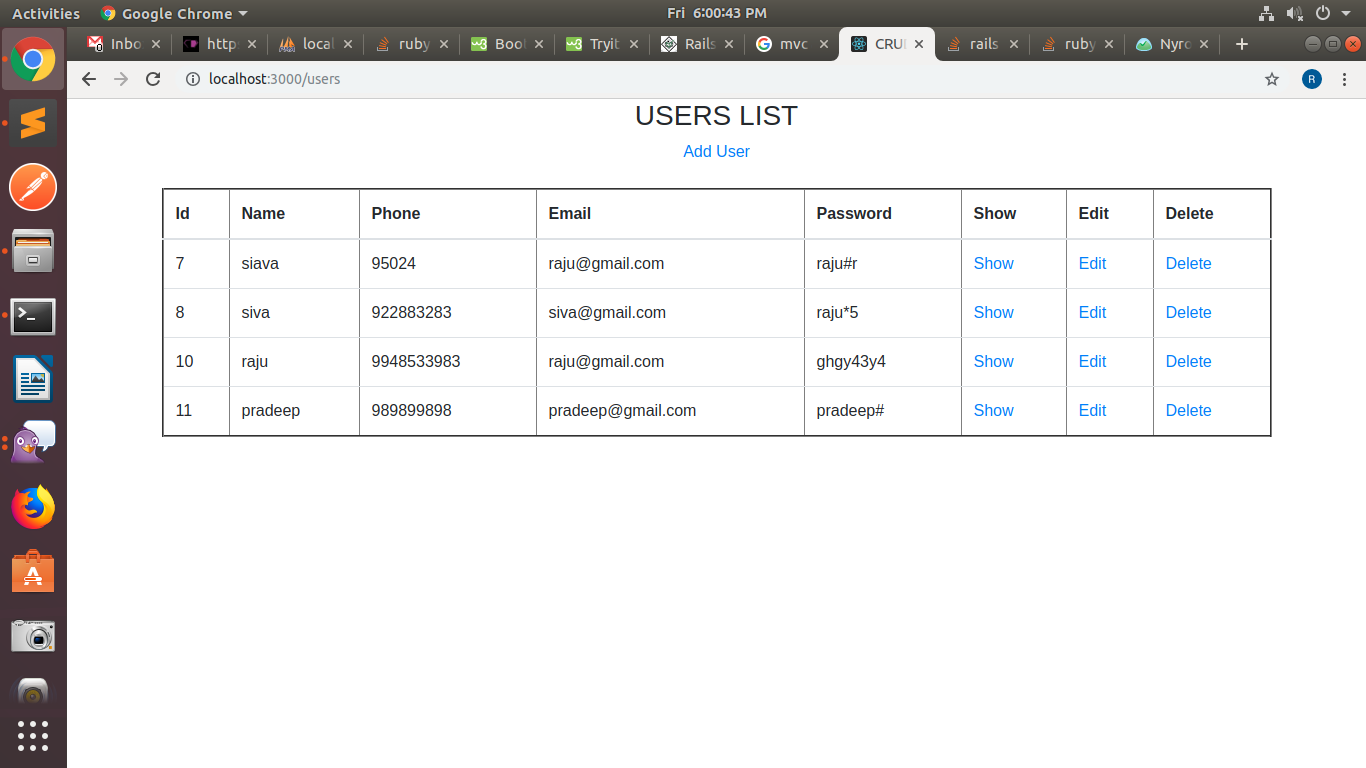 Activities Google Chrome Fri 6:00:43 PM
Inbo http local ruby Boot Tryit Rails mvc CRU rails ruby Nyro
localhost:3000/users R
USERS LIST
Add User
Id Name Phone Email Password Show Edit Delete
7 siava 95024 raju@gmail.com raju#r Show Edit Delete
8 siva 922883283 siva@gmail.com raju*5 Show Edit Delete
10 raju 9948533983 raju@gmail.com ghgy43y4 Show Edit Delete
11 pradeep 989899898 pradeep@gmail.com pradeep# Show Edit Delete